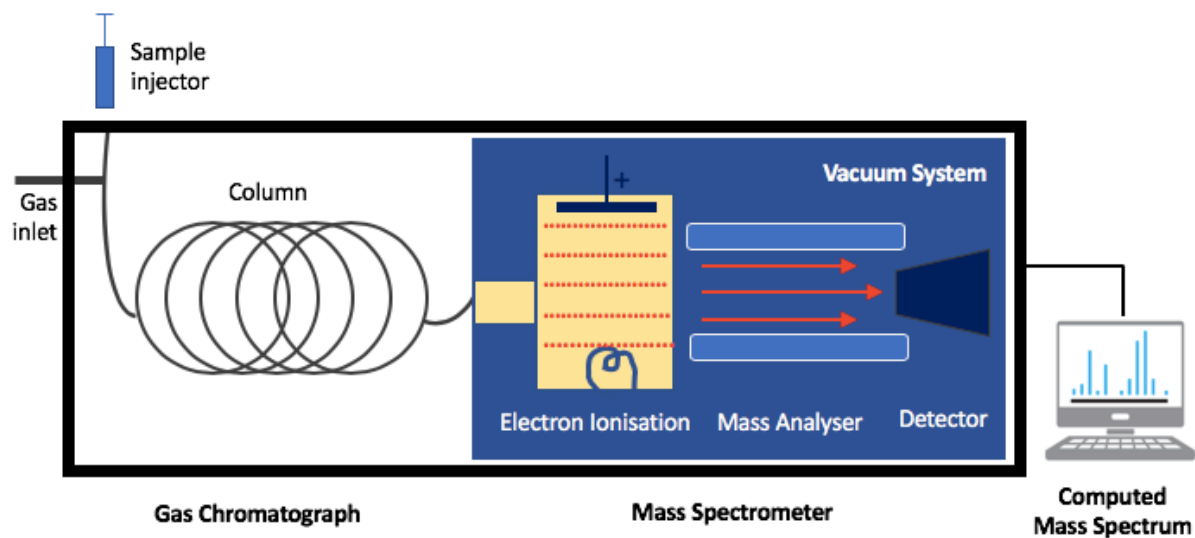 Sample
injector
Gas
inlet
Column
+
Vacuum System
Electron Ionisation
Mass Analyser
Detector
Gas Chromatograph
Mass Spectrometer
Computed
Mass Spectrum